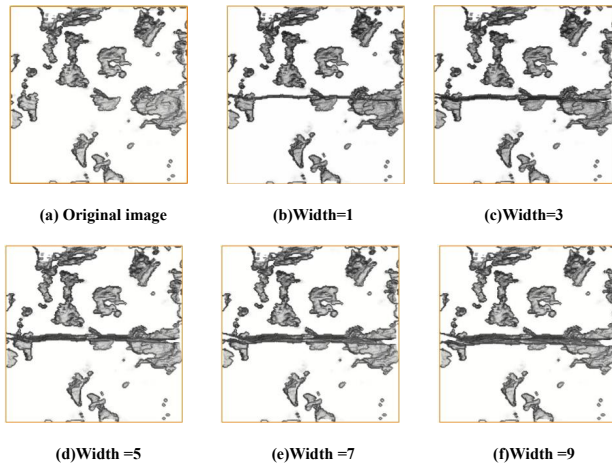 (a) Original image
(b)Width=1
(c)Width=3
(d)Width =5
(e)Width =7
(f)Width =9